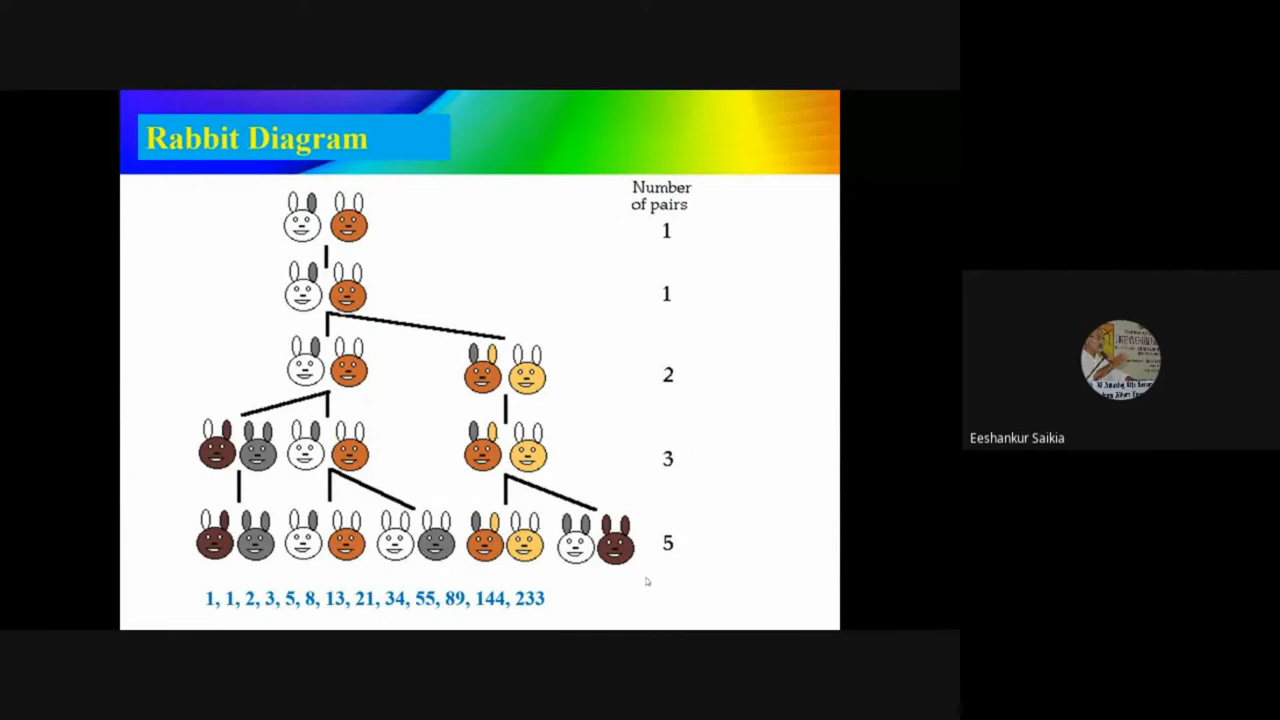 Rabbit Diagram
Number
of pairs
1
1
2
3
5
1, 1, 2, 3, 5, 8, 13, 21, 34, 55, 89, 144, 233
Eeshankur Saikia